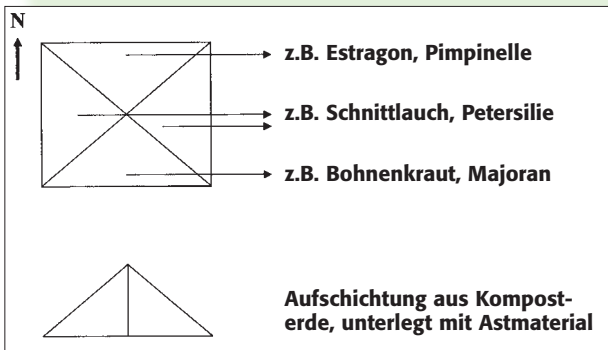 N
z.B. Estragon, Pimpinelle
z.B. Schnittlauch, Petersilie
z.B. Bohnenkraut, Majoran
Aufschichtung aus Kompost-
erde, unterlegt mit Astmaterial